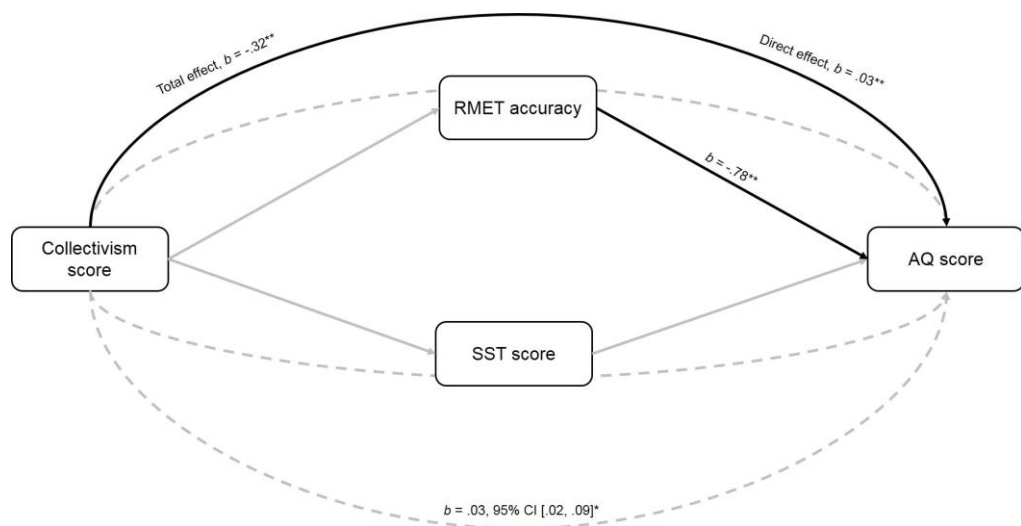 Total effect, b = -.32**
Direct effect, b = .03**
RMET accuracy
b = -.78**
Collectivism
score
AQ score
SST score
b = .03, 95% CI [.02, .09]*